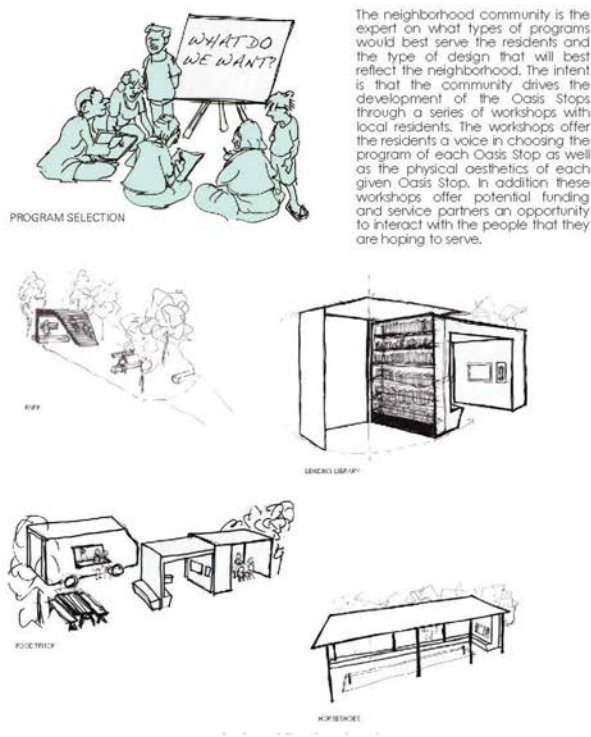 WHAT DO
WE WANT?
PROGRAM SELECTION
The neighborhood community is the
expert on what types of programs
would best serve the residents and
the type of design that will best
reflect the neighborhood. The intent
is that the community drives the
development of the Oasis Stops
through a series of workshops with
local residents. The workshops offer
the residents a voice in choosing the
program of each Oasis Stop as well
as the physical aesthetics of each
given Oasis Stop. In addition these
workshops offer potential funding
and service partners an opportunity
to interact with the people that they
are hoping to serve.
LENDING LIBRARY
FOOD TRUCK
HORSESHOES